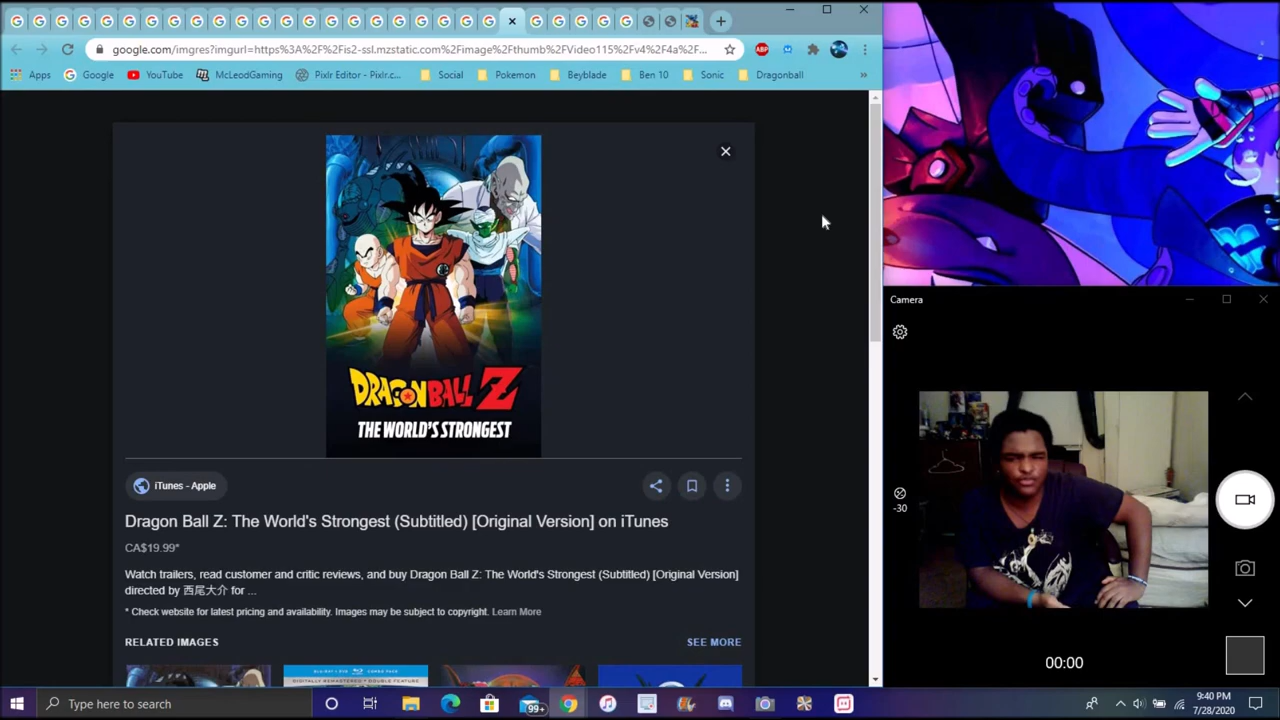 google.com/imgres?imgurl=https%3A%2F%2Fis2-ssl.mzstatic.com%2Fimage%2Fthumb%2FVideo115%2Fv4%2F4a%2F...
ABP
Apps
Google
YouTube
McLeodGaming
Pixlr Editor - Pixlr.c...
Social
Pokemon
Beyblade
Ben 10
Sonic
Dragonball
»
DRAGON BALL Z
THE WORLD'S STRONGEST
iTunes - Apple
Dragon Ball Z: The World's Strongest (Subtitled) [Original Version] on iTunes
CA$19.99*
Watch trailers, read customer and critic reviews, and buy Dragon Ball Z: The World's Strongest (Subtitled) [Original Version]
directed by 西尾大介 for ...
* Check website for latest pricing and availability. Images may be subject to copyright. Learn More
RELATED IMAGES
SEE MORE
Camera
-30
00:00
Type here to search
99+
9:40 PM
7/28/2020